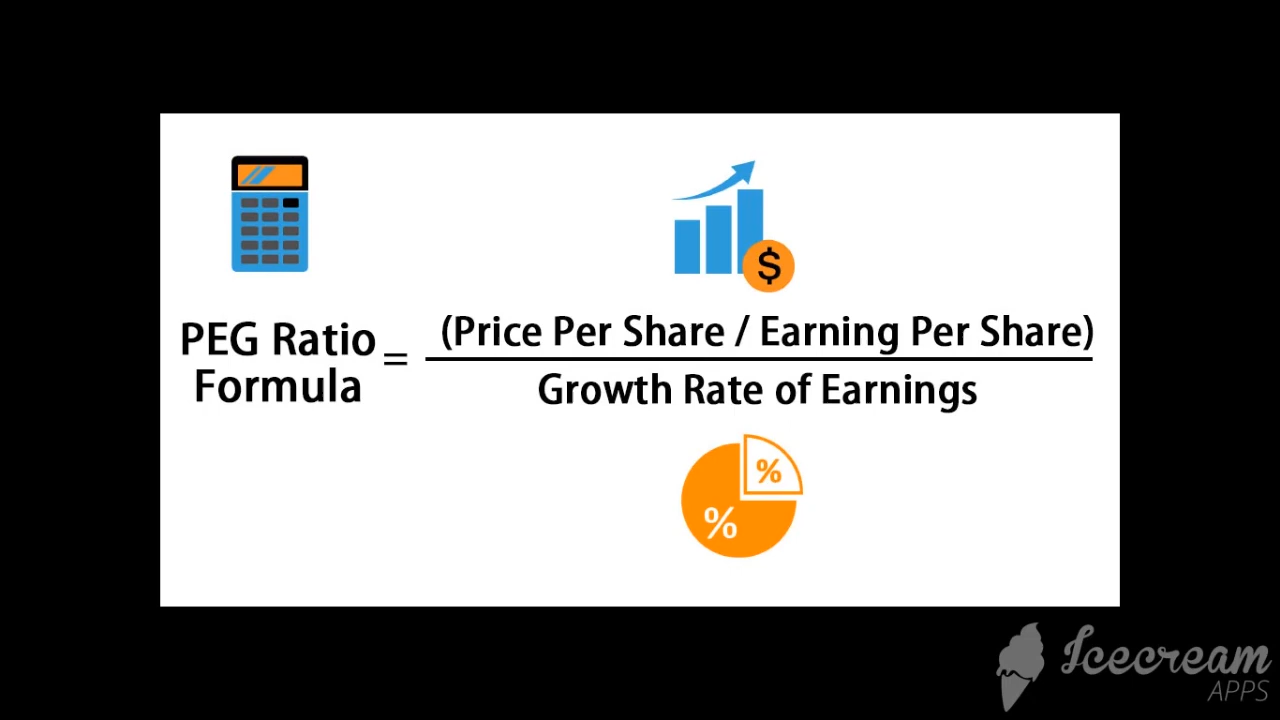 PEG Ratio
Formula
=
(Price Per Share / Earning Per Share)
Growth Rate of Earnings
$
%
%
Icecream
APPS